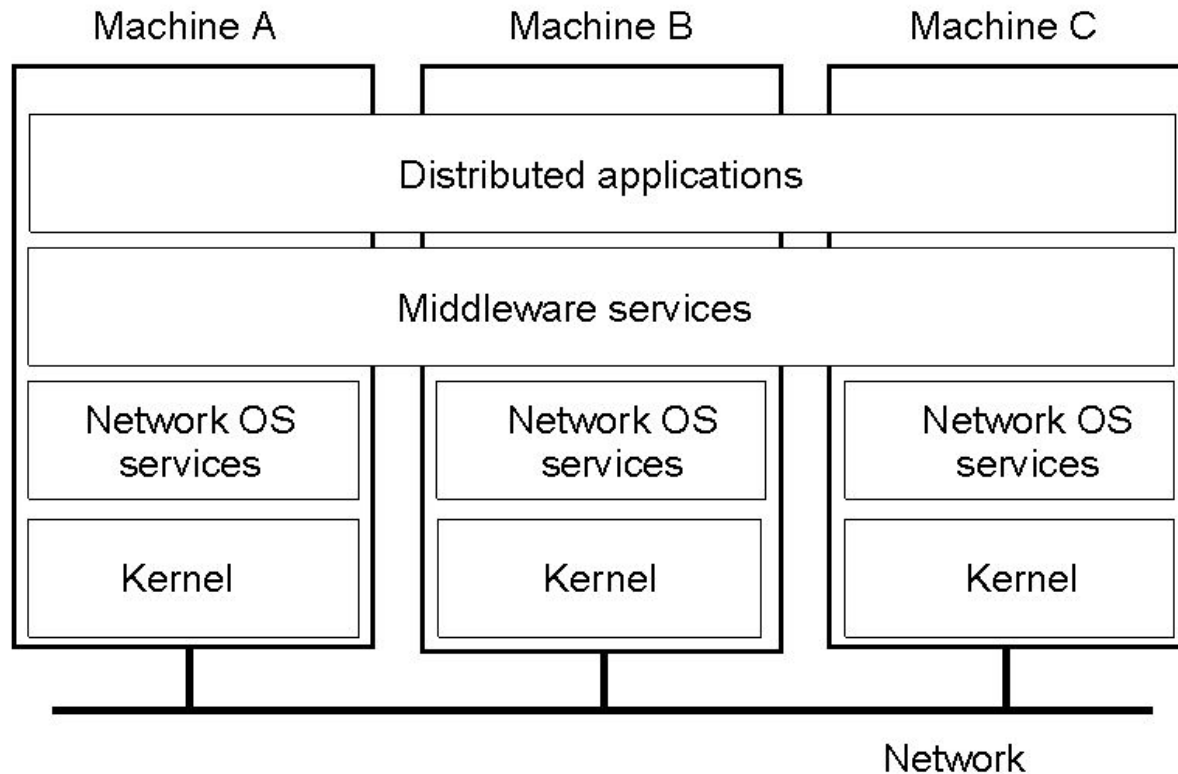 Machine A
Machine B
Machine C
Distributed applications
Middleware services
Network OS
services
Network OS
services
Network OS
services
Kernel
Kernel
Kernel
Network